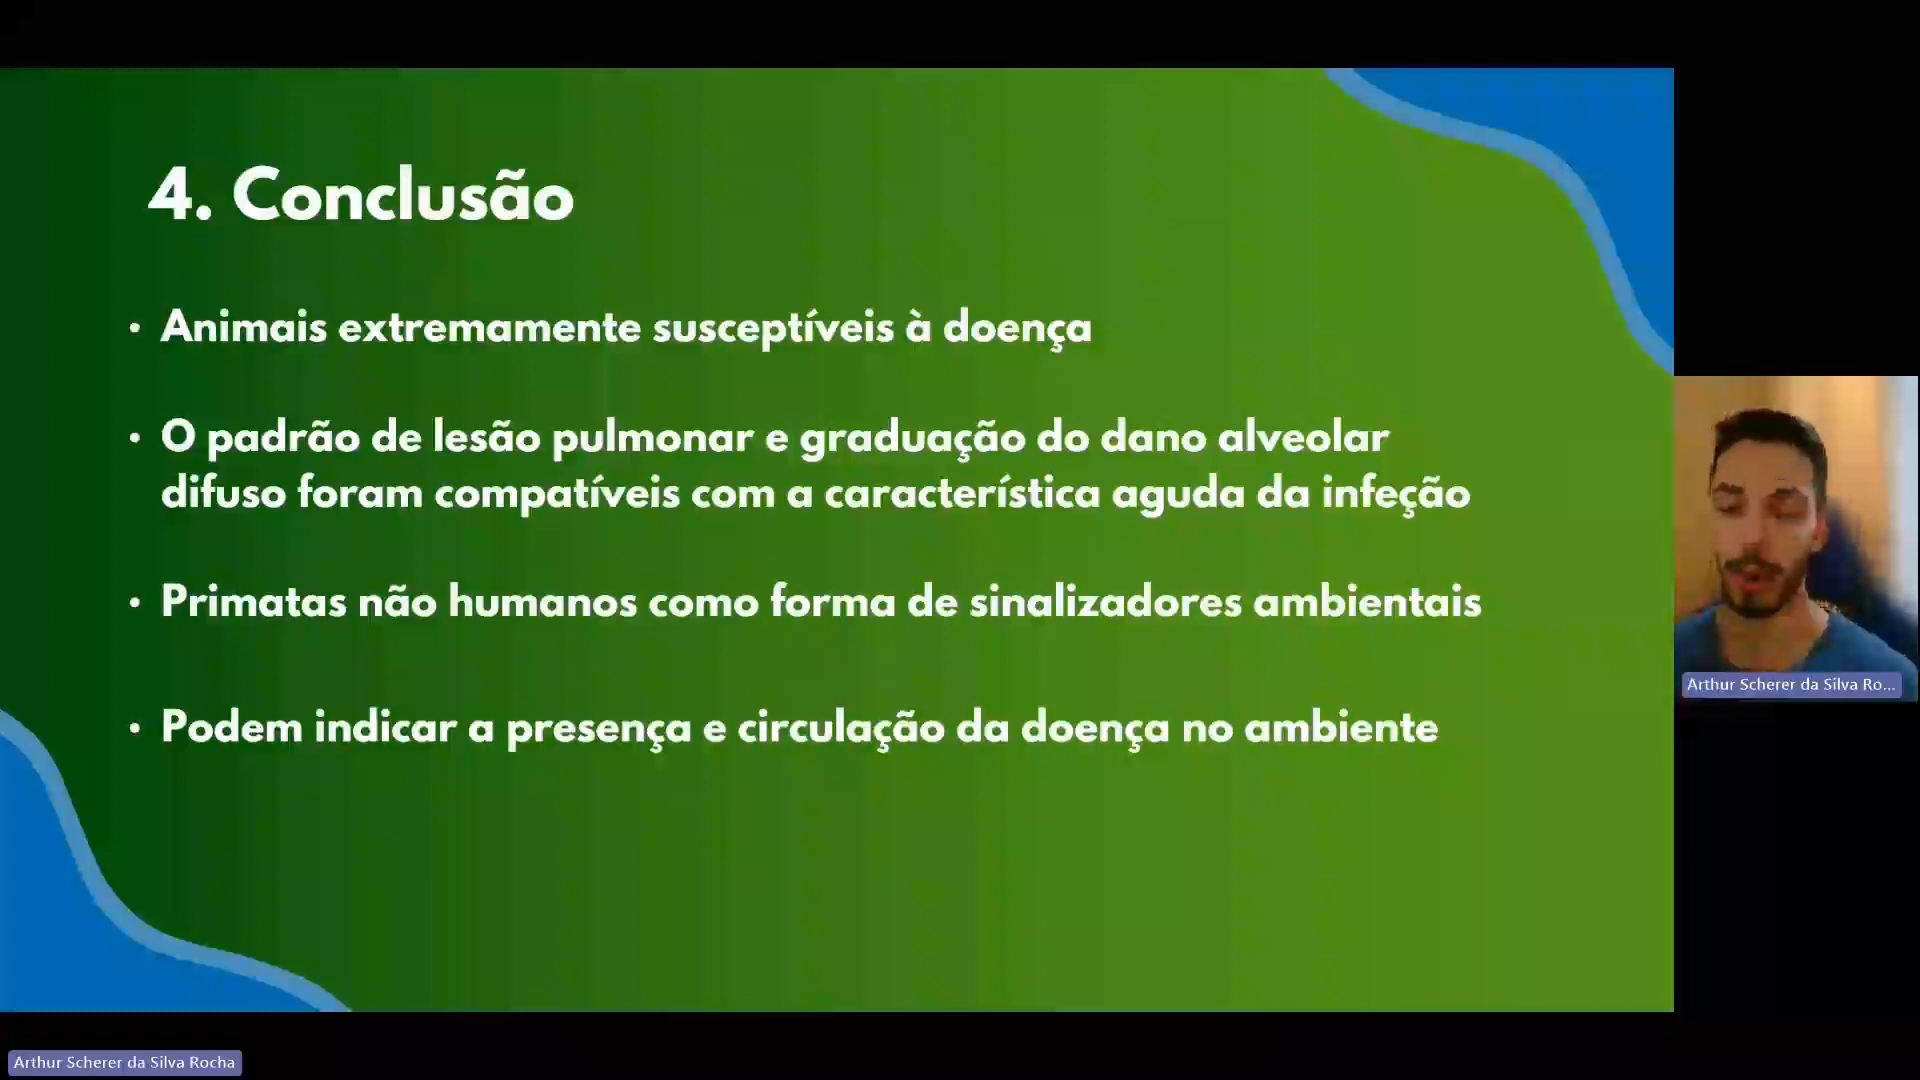 4. Conclusão
• Animais extremamente susceptíveis à doença
• O padrão de lesão pulmonar e graduação do dano alveolar
difuso foram compatíveis com a característica aguda da infeção
• Primatas não humanos como forma de sinalizadores ambientais
• Podem indicar a presença e circulação da doença no ambiente
Arthur Scherer da Silva Ro...
Arthur Scherer da Silva Rocha